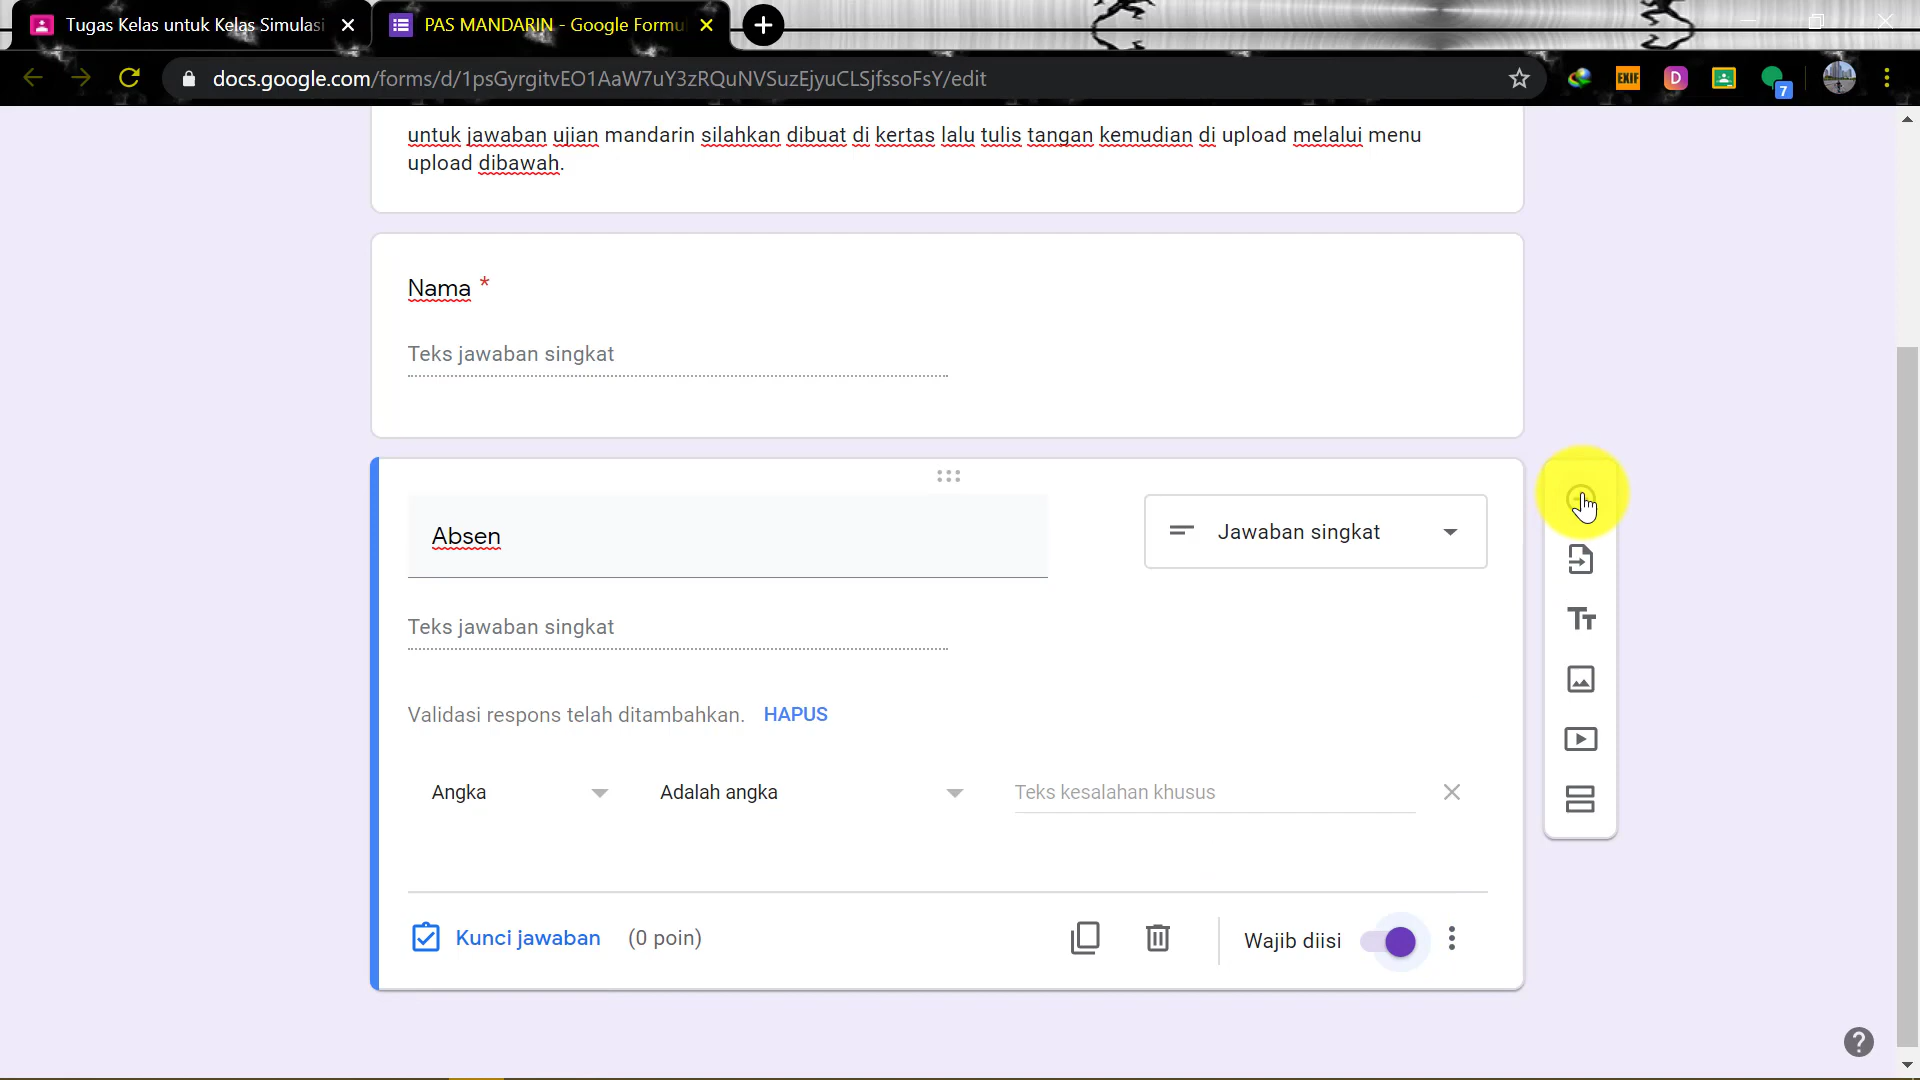 Tugas Kelas untuk Kelas Simulasi
PAS MANDARIN - Google Formu
docs.google.com/forms/d/1psGyrgitvEO1AaW7uY3zRQuNVSuzEjyuCLSjfssoFsY/edit
EXIF
D
7
untuk jawaban ujian mandarin silahkan dibuat di kertas lalu tulis tangan kemudian di upload melalui menu
upload dibawah.
Nama *
Teks jawaban singkat
Absen
Jawaban singkat
Teks jawaban singkat
Validasi respons telah ditambahkan. HAPUS
Angka
Adalah angka
Teks kesalahan khusus
Kunci jawaban (0 poin)
Wajib diisi